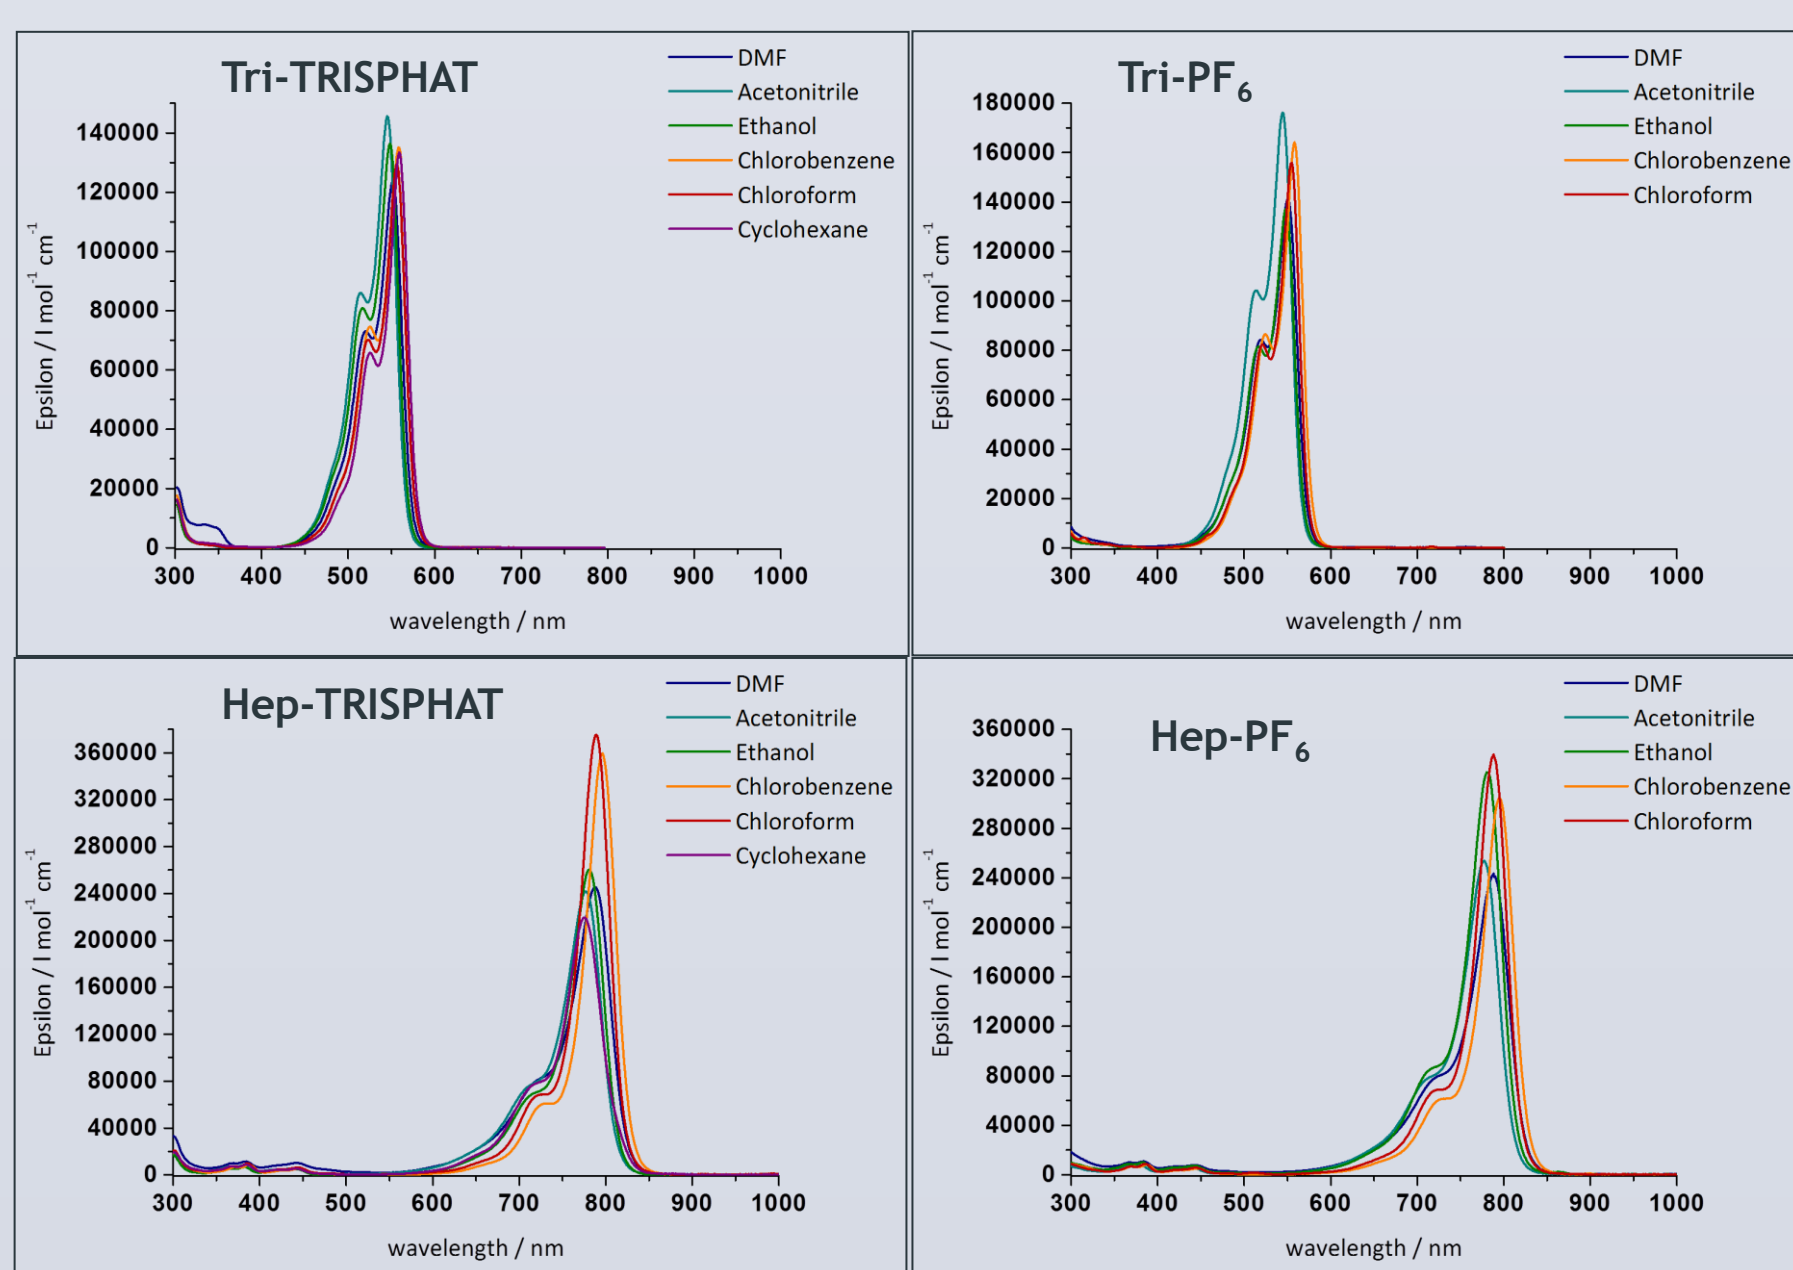 Tri-TRISPHAT
DMF
Acetonitrile
Ethanol
Chlorobenzene
Chloroform
Cyclohexane
140000
120000
100000
80000
60000
40000
20000
0
Epsilon / l mol⁻¹ cm⁻¹
300 400 500 600 700 800 900 1000
wavelength / nm
Tri-PF₆
DMF
Acetonitrile
Ethanol
Chlorobenzene
Chloroform
180000
160000
140000
120000
100000
80000
60000
40000
20000
0
Epsilon / l mol⁻¹ cm⁻¹
300 400 500 600 700 800 900 1000
wavelength / nm
Hep-TRISPHAT
DMF
Acetonitrile
Ethanol
Chlorobenzene
Chloroform
Cyclohexane
360000
320000
280000
240000
200000
160000
120000
80000
40000
0
Epsilon / l mol⁻¹ cm⁻¹
300 400 500 600 700 800 900 1000
wavelength / nm
Hep-PF₆
DMF
Acetonitrile
Ethanol
Chlorobenzene
Chloroform
360000
320000
280000
240000
200000
160000
120000
80000
40000
0
Epsilon / l mol⁻¹ cm⁻¹
300 400 500 600 700 800 900 1000
wavelength / nm